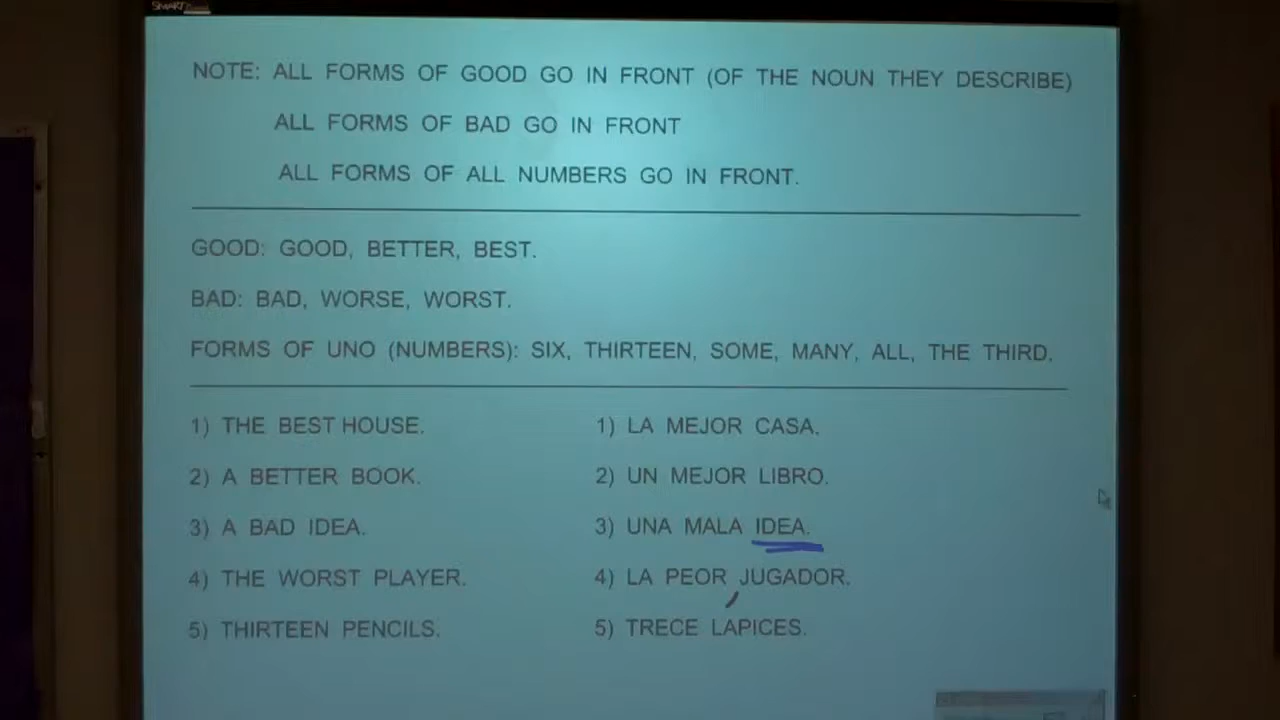 SMART
NOTE: ALL FORMS OF GOOD GO IN FRONT (OF THE NOUN THEY DESCRIBE)
ALL FORMS OF BAD GO IN FRONT
ALL FORMS OF ALL NUMBERS GO IN FRONT.
GOOD: GOOD, BETTER, BEST.
BAD: BAD, WORSE, WORST.
FORMS OF UNO (NUMBERS): SIX, THIRTEEN, SOME, MANY, ALL, THE THIRD.
1) THE BEST HOUSE. 1) LA MEJOR CASA.
2) A BETTER BOOK. 2) UN MEJOR LIBRO.
3) A BAD IDEA. 3) UNA MALA IDEA.
4) THE WORST PLAYER. 4) LA PEOR JUGADOR.
5) THIRTEEN PENCILS. 5) TRECE LÁPICES.